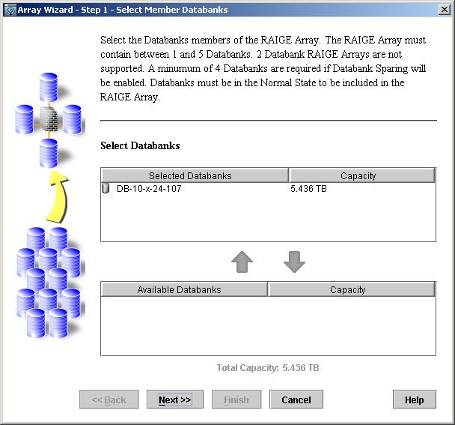 Array Wizard - Step 1 - Select Member Databanks
Select the Databanks members of the RAIGE Array. The RAIGE Array must
contain between 1 and 5 Databanks. 2 Databank RAIGE Arrays are not
supported. A minumum of 4 Databanks are required if Databank Sparing will
be enabled. Databanks must be in the Normal State to be included in the
RAIGE Array.
Select Databanks
Selected Databanks Capacity
DB-10-x-24-107 5.436 TB
Available Databanks Capacity
Total Capacity: 5.436 TB
<< Back Next >> Finish Cancel Help